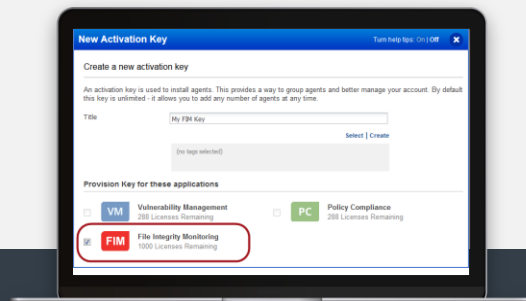 New Activation Key
Turn help tips: On | Off
Create a new activation key
An activation key is used to install agents. This provides a way to group agents and better manage your account. By default
this key is unlimited - it allows you to add any number of agents at any time.
Title
My FIM Key
Select | Create
(no tags selected)
Provision Key for these applications
VM
Vulnerability Management
288 Licenses Remaining
PC
Policy Compliance
288 Licenses Remaining
FIM
File Integrity Monitoring
1000 Licenses Remaining